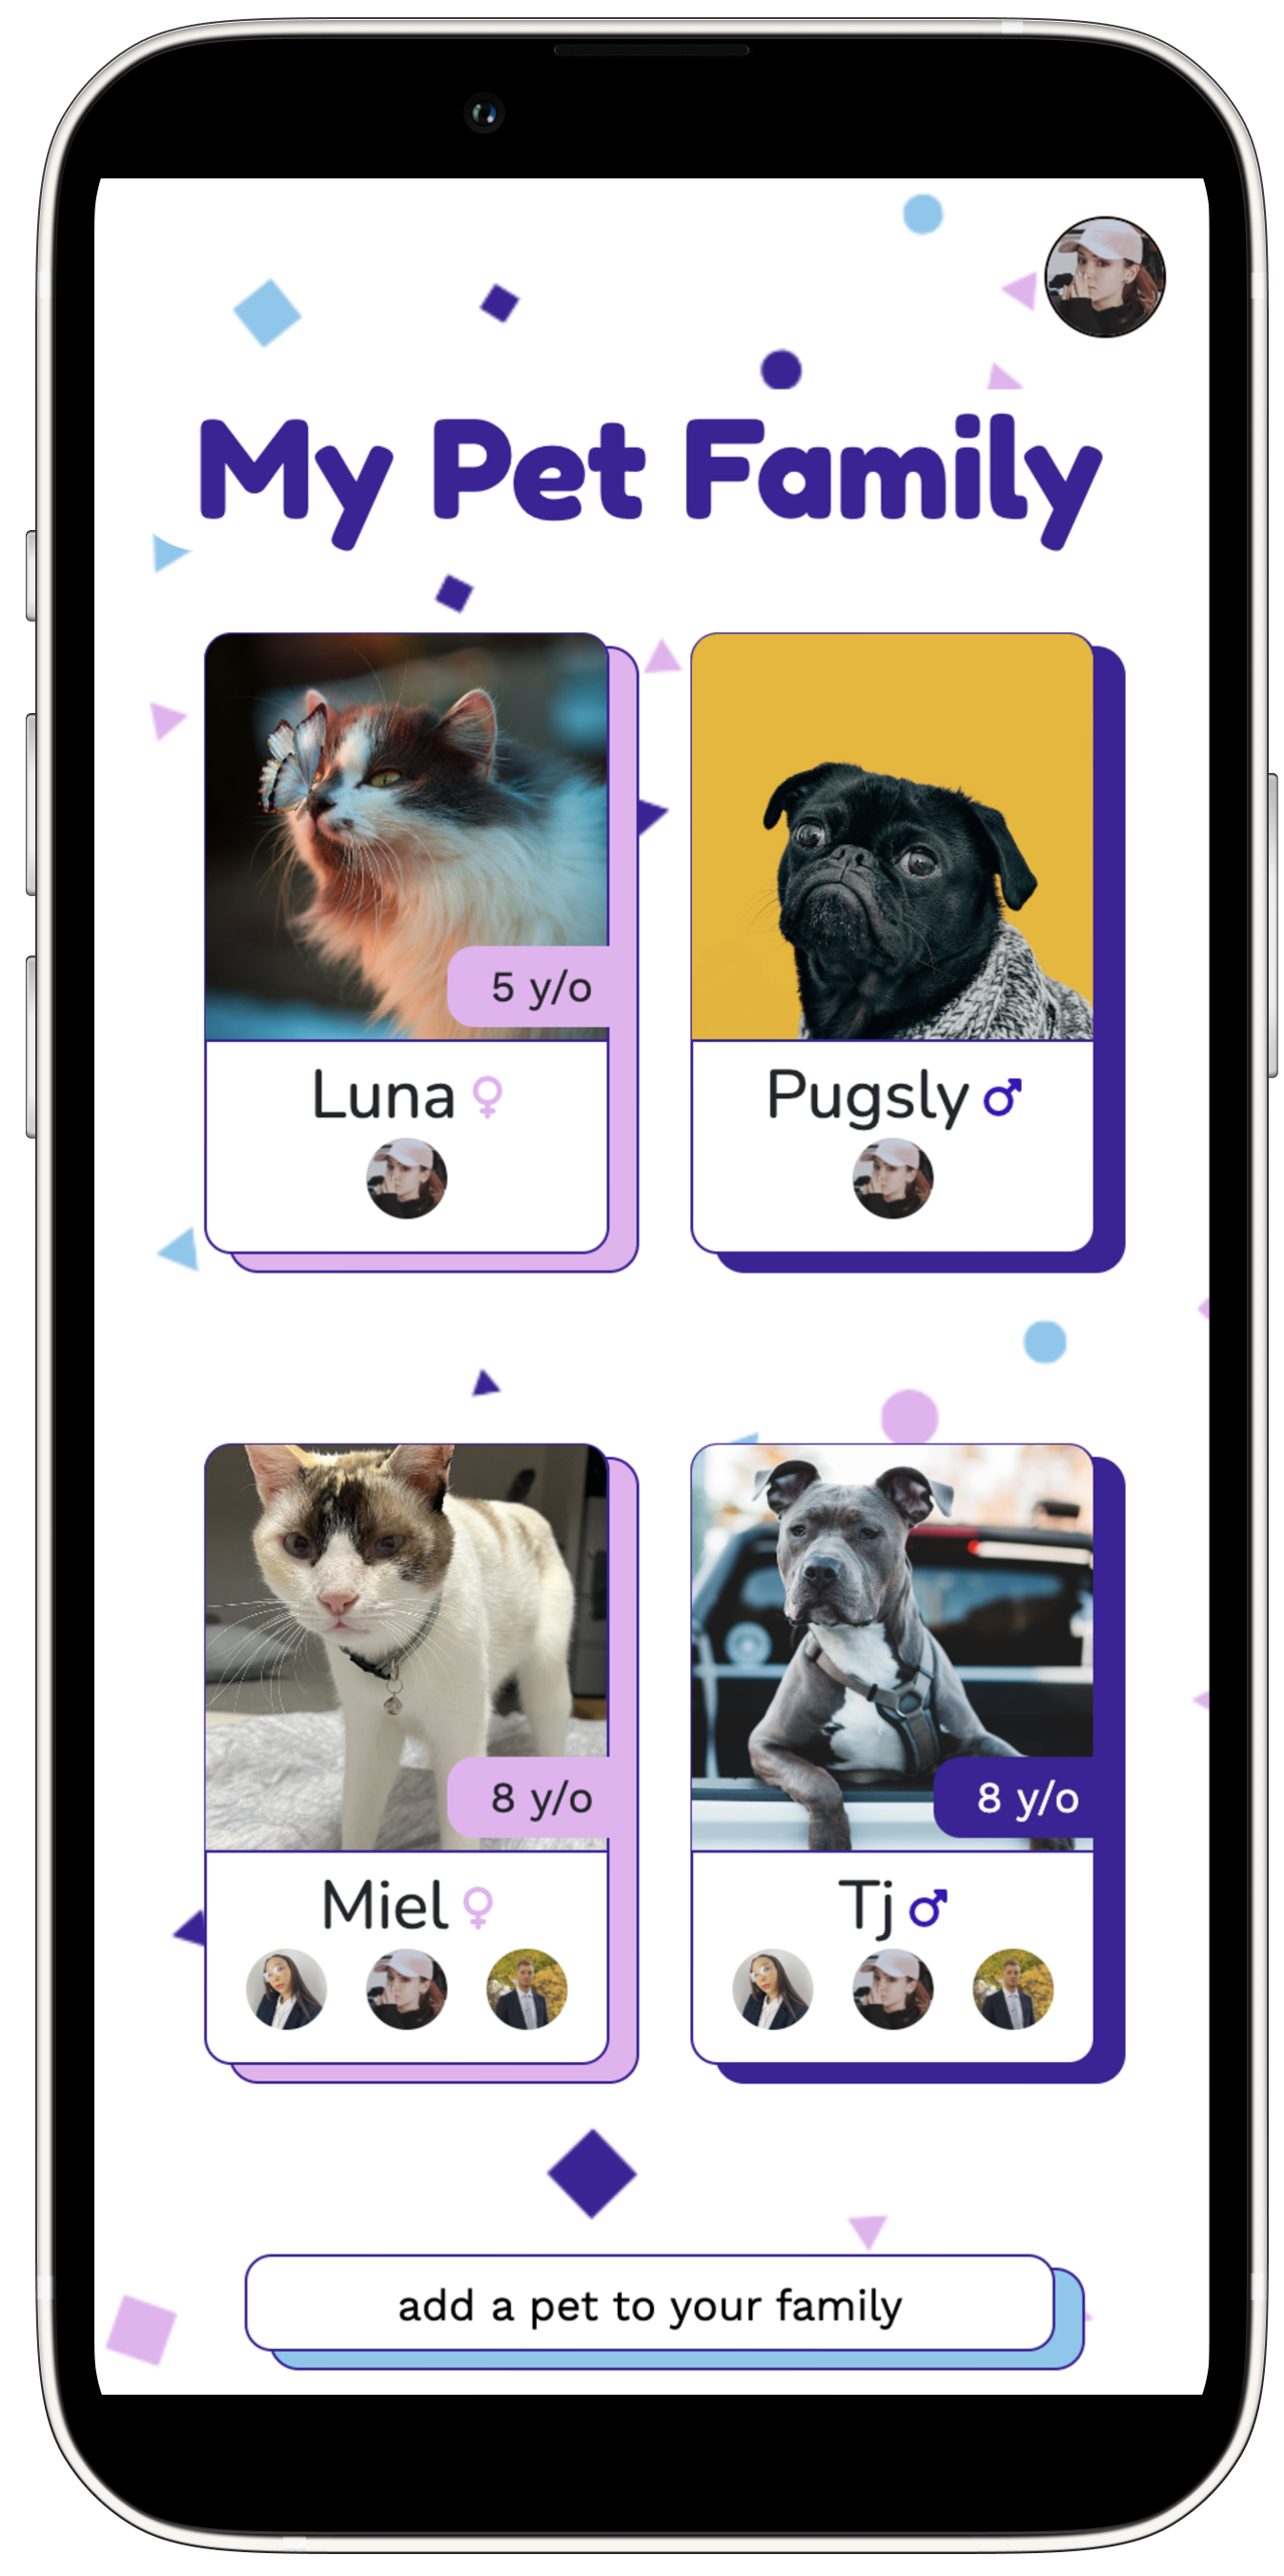 My Pet Family
5 y/o
Luna ♀
Pugsly ♂
8 y/o
8 y/o
Miel ♀
Tj ♂
add a pet to your family